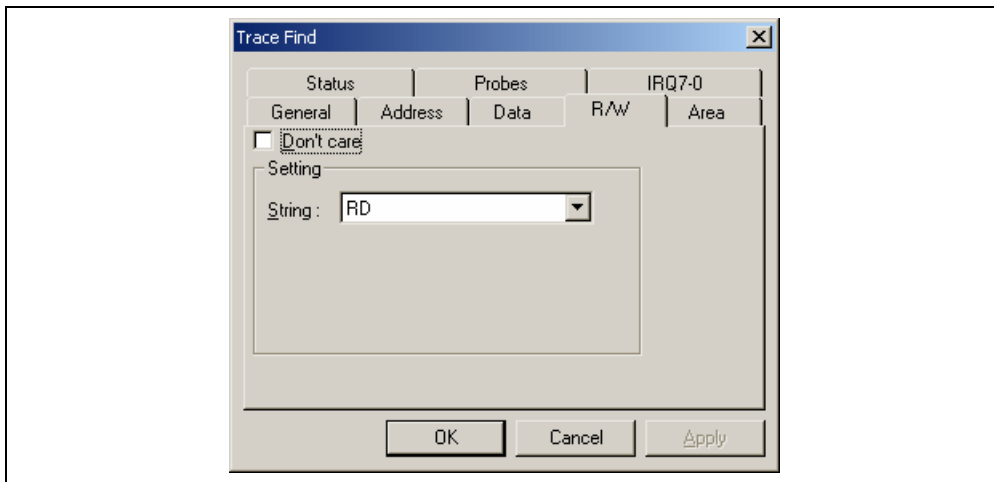 Trace Find
Status Probes IRQ7-0
General Address Data R/W Area
Don't care
Setting
String : RD
OK Cancel Apply